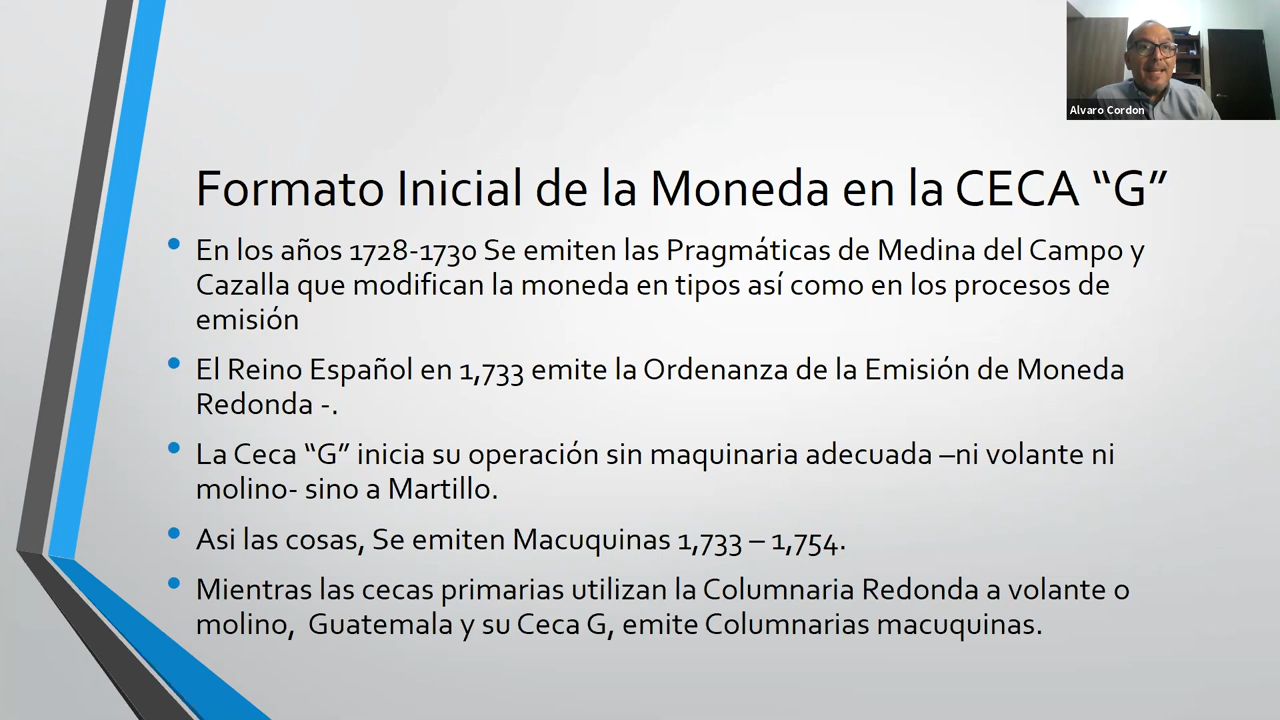 Alvaro Cordon
Formato Inicial de la Moneda en la CECA “G”
• En los años 1728-1730 Se emiten las Pragmáticas de Medina del Campo y
Cazalla que modifican la moneda en tipos así como en los procesos de
emisión
• El Reino Español en 1,733 emite la Ordenanza de la Emisión de Moneda
Redonda -.
• La Ceca “G” inicia su operación sin maquinaria adecuada –ni volante ni
molino- sino a Martillo.
• Asi las cosas, Se emiten Macuquinas 1,733 – 1,754.
• Mientras las cecas primarias utilizan la Columnaria Redonda a volante o
molino,  Guatemala y su Ceca G, emite Columnarias macuquinas.